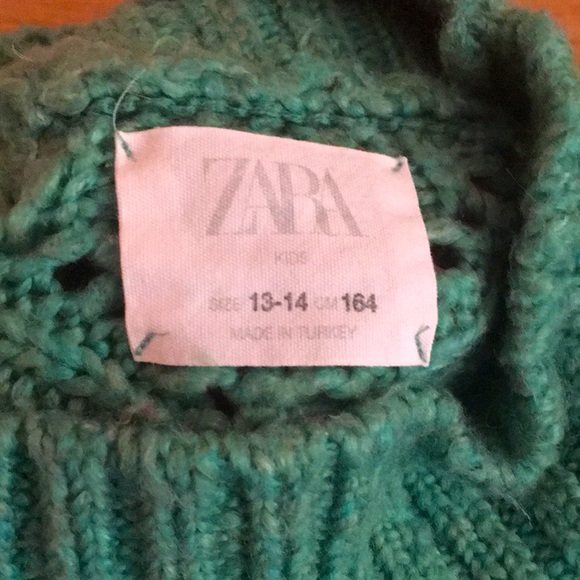 ZARA
KIDS
SIZE 13-14 CM 164
MADE IN TURKEY